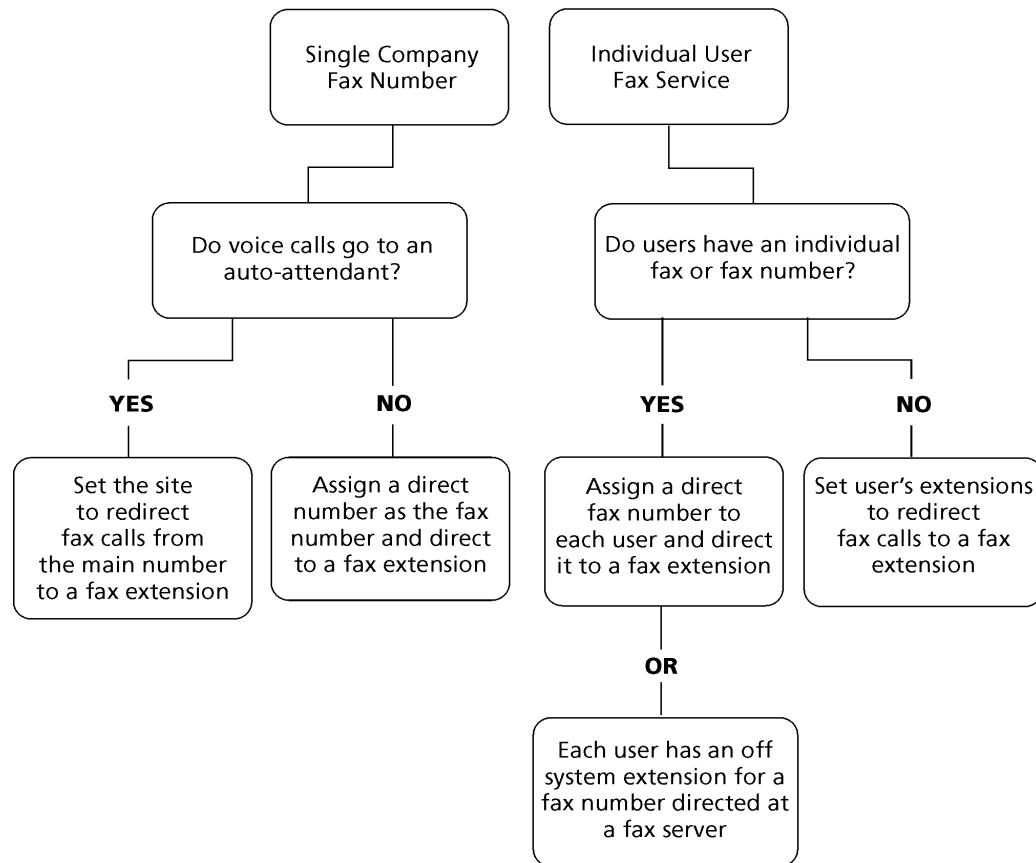 Single Company
Fax Number
Individual User
Fax Service
Do voice calls go to an
auto-attendant?
Do users have an individual
fax or fax number?
YES
NO
YES
NO
Set the site
to redirect
fax calls from
the main number
to a fax extension
Assign a direct
number as the fax
number and direct
to a fax extension
Assign a direct
fax number to
each user and direct
it to a fax extension
Set user's extensions
to redirect
fax calls to a fax
extension
OR
Each user has an off
system extension for a
fax number directed at
a fax server